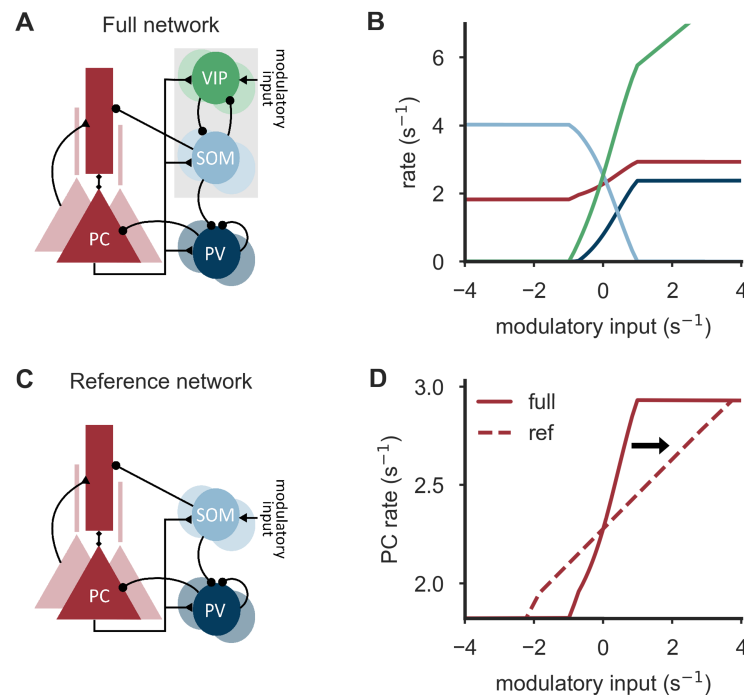 A
Full network
VIP
modulatory
input
SOM
PC
PV
B
rate (s⁻¹)
6
4
2
0
−4
−2
0
2
4
modulatory input (s⁻¹)
C
Reference network
SOM
modulatory
input
PC
PV
D
full
ref
PC rate (s⁻¹)
3.0
2.5
2.0
−4
−2
0
2
4
modulatory input (s⁻¹)